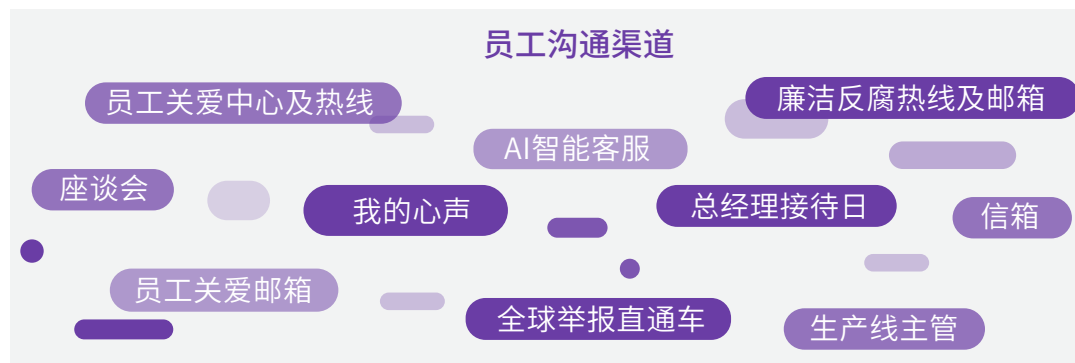 员工沟通渠道
员工关爱中心及热线
廉洁反腐热线及邮箱
AI智能客服
座谈会
我的心声
总经理接待日
信箱
员工关爱邮箱
全球举报直通车
生产线主管